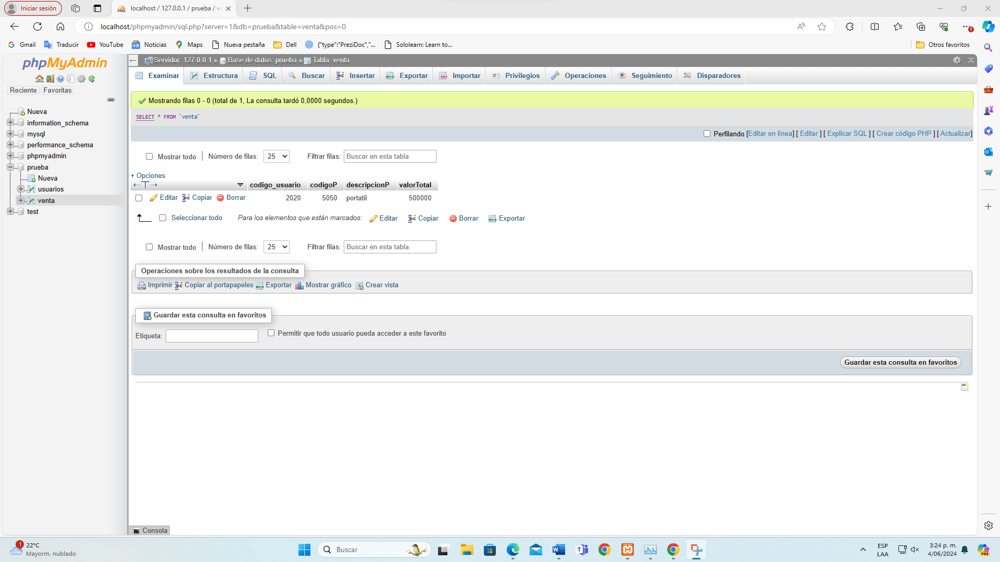 Iniciar sesión
localhost / 127.0.0.1 / prueba / ve
localhost/phpmyadmin/sql.php?server=1&db=prueba&table=venta&pos=0
Gmail Traducir YouTube Noticias Maps Nueva pestaña Dell {"type":"PreziDoc","... Sololearn: Learn to... Otros favoritos
phpMyAdmin
Reciente Favoritas
Nueva
information_schema
mysql
performance_schema
phpmyadmin
prueba
Nueva
usuarios
venta
test
Servidor: 127.0.0.1 » Base de datos: prueba » Tabla: venta
Examinar Estructura SQL Buscar Insertar Exportar Importar Privilegios Operaciones Seguimiento Disparadores
Mostrando filas 0 - 0 (total de 1, La consulta tardó 0,0000 segundos.)
SELECT * FROM `venta`
Perfilando [Editar en línea] [ Editar ] [ Explicar SQL ] [ Crear código PHP ] [ Actualizar]
Mostrar todo | Número de filas: 25 Filtrar filas: Buscar en esta tabla
+ Opciones
←T→ codigo_usuario codigoP descripcionP valorTotal
Editar Copiar Borrar 2020 5050 portatil 500000
Seleccionar todo Para los elementos que están marcados: Editar Copiar Borrar Exportar
Mostrar todo | Número de filas: 25 Filtrar filas: Buscar en esta tabla
Operaciones sobre los resultados de la consulta
Imprimir Copiar al portapapeles Exportar Mostrar gráfico Crear vista
Guardar esta consulta en favoritos
Etiqueta: Permitir que todo usuario pueda acceder a este favorito
Guardar esta consulta en favoritos
Consola
1 22°C
Mayorm. nublado
Buscar
ESP
LAA
3:24 p. m.
4/06/2024
PRE